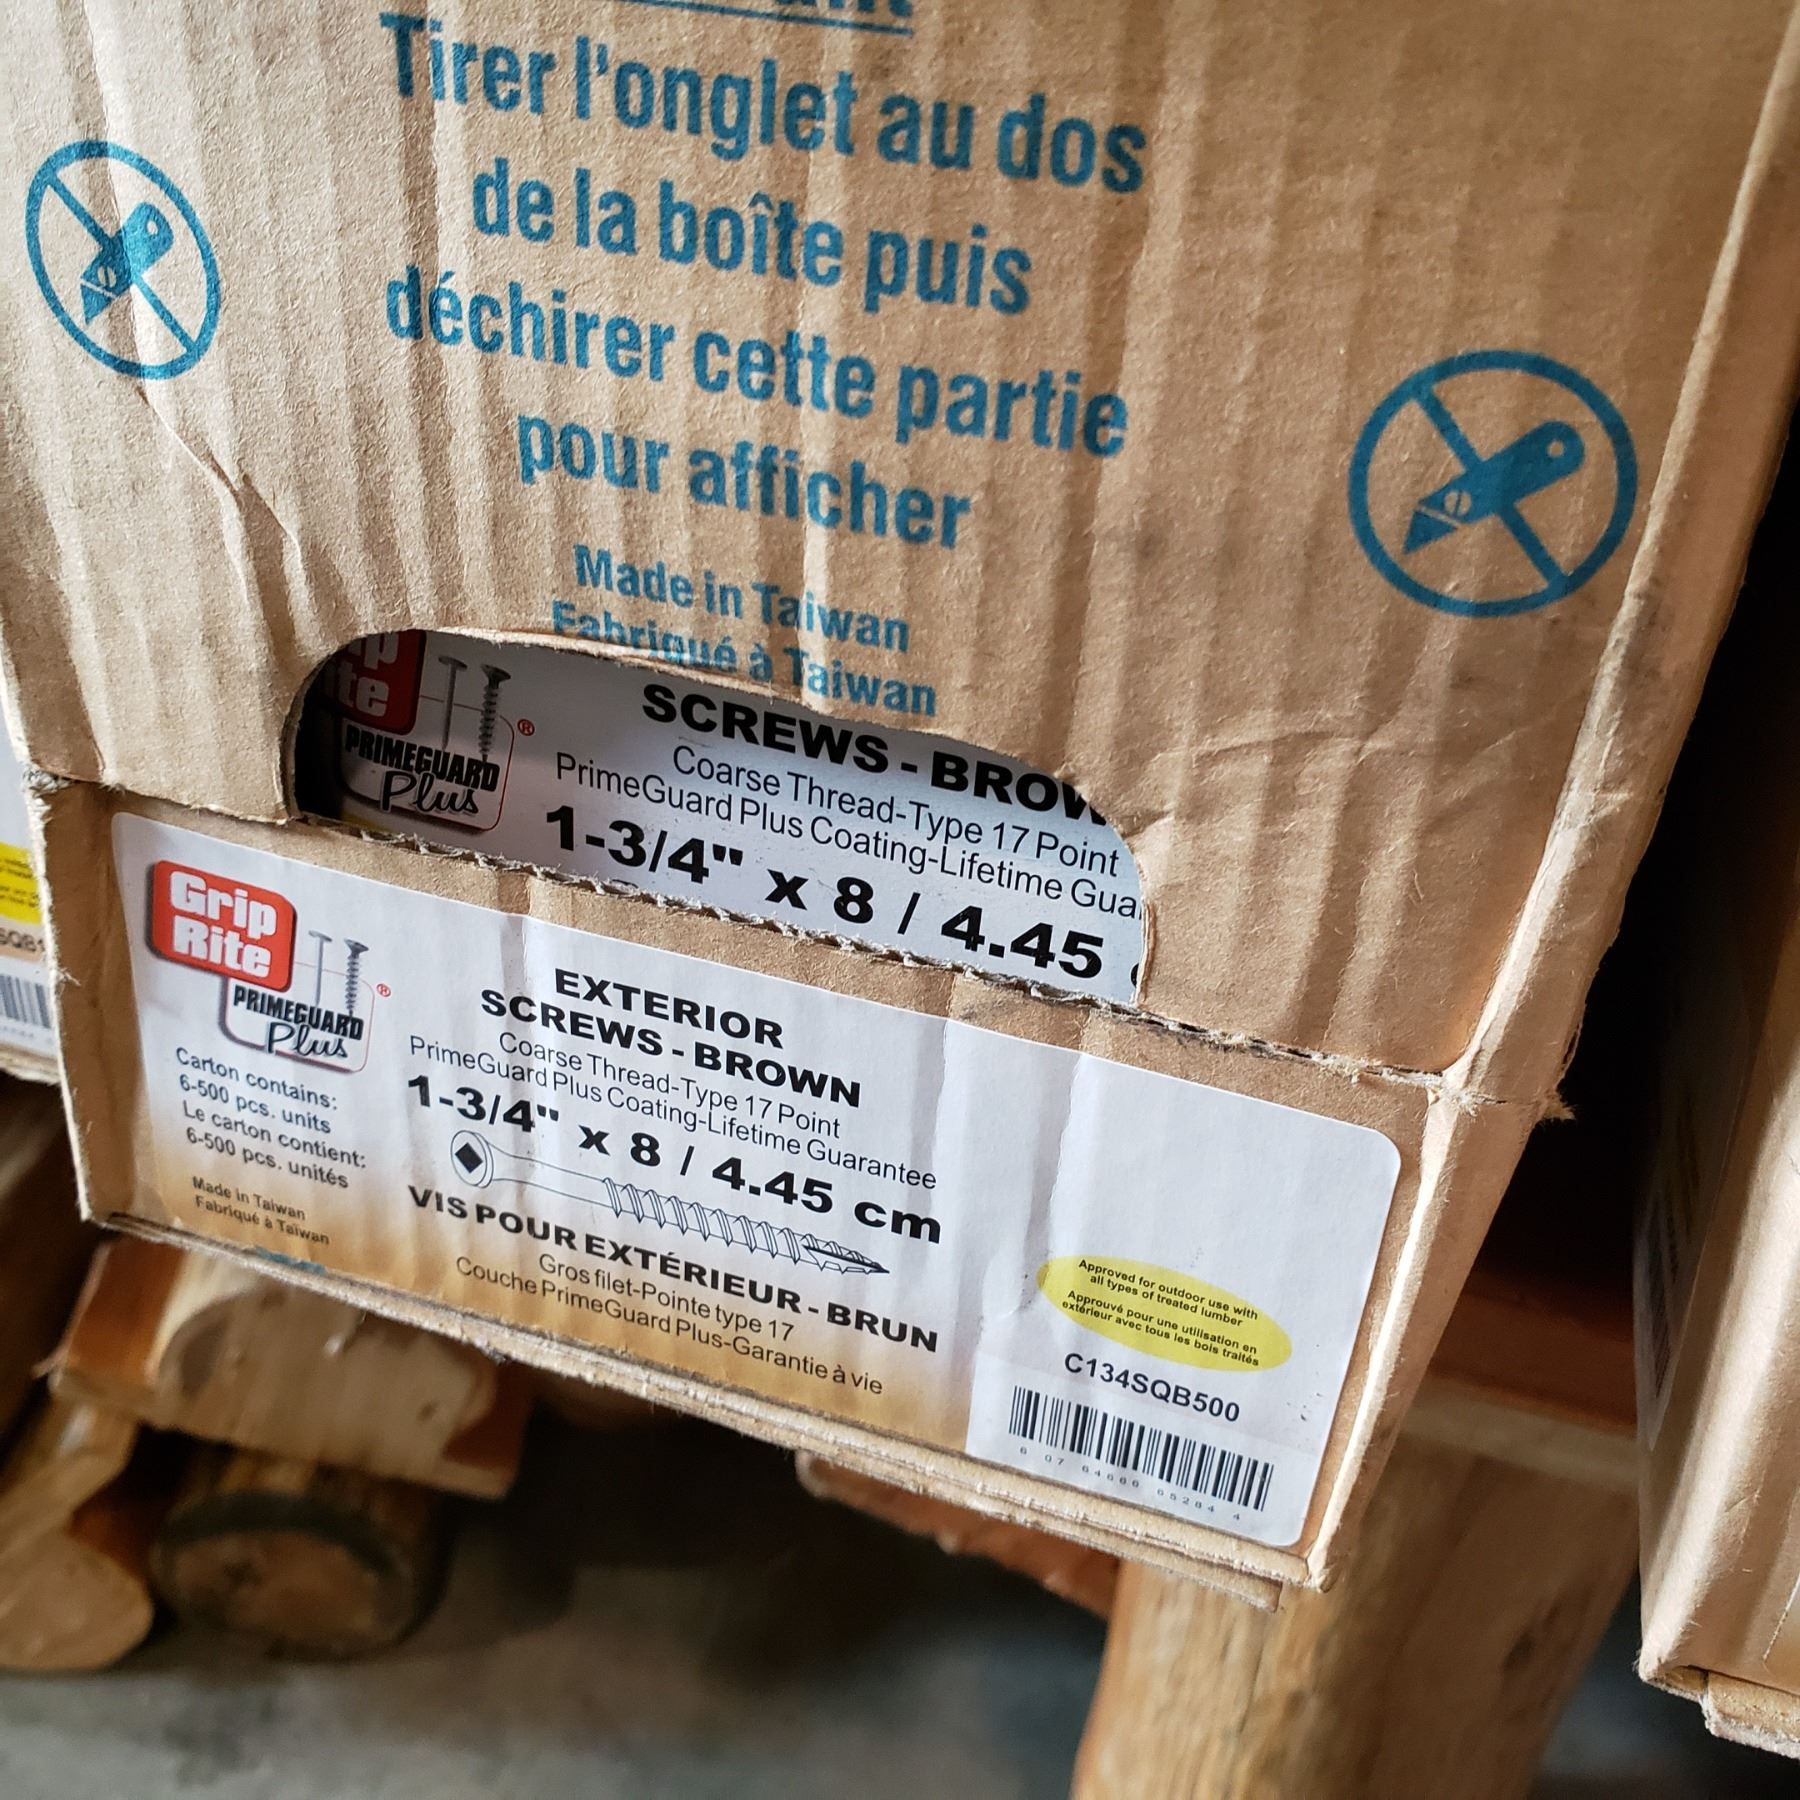 Tirer l'onglet au dos
de la boîte puis
déchirer cette partie
pour afficher
Made in Taiwan
Fabriqué à Taiwan
PRIMEGUARD
Plus
®
SCREWS - BROW
Coarse Thread-Type 17 Point
PrimeGuard Plus Coating-Lifetime Gua
1-3/4" x 8 / 4.45
Grip
Rite
PRIMEGUARD
Plus
®
Carton contains:
6-500 pcs. units
Le carton contient:
6-500 pcs. unités
Made in Taiwan
Fabriqué à Taïwan
EXTERIOR
SCREWS - BROWN
Coarse Thread-Type 17 Point
PrimeGuard Plus Coating-Lifetime Guarantee
1-3/4" x 8 / 4.45 cm
VIS POUR EXTÉRIEUR - BRUN
Gros filet-Pointe type 17
Couche PrimeGuard Plus-Garantie à vie
Approved for outdoor use with
all types of treated lumber
Approuvé pour une utilisation en
extérieur avec tous les bois traités
C134SQB500